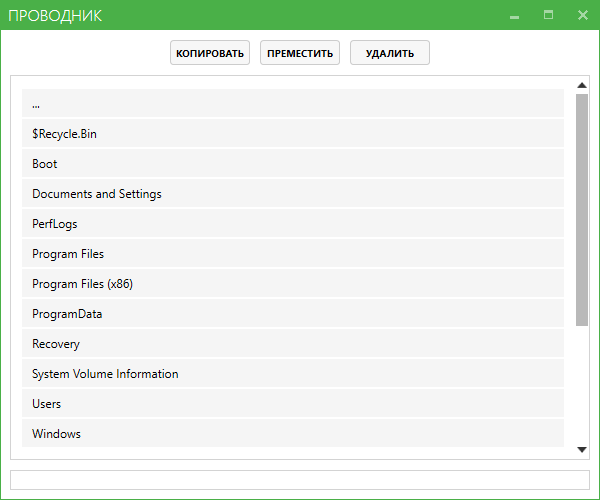 ПРОВОДНИК
КОПИРОВАТЬ ПРЕМЕСТИТЬ УДАЛИТЬ
...
$Recycle.Bin
Boot
Documents and Settings
PerfLogs
Program Files
Program Files (x86)
ProgramData
Recovery
System Volume Information
Users
Windows